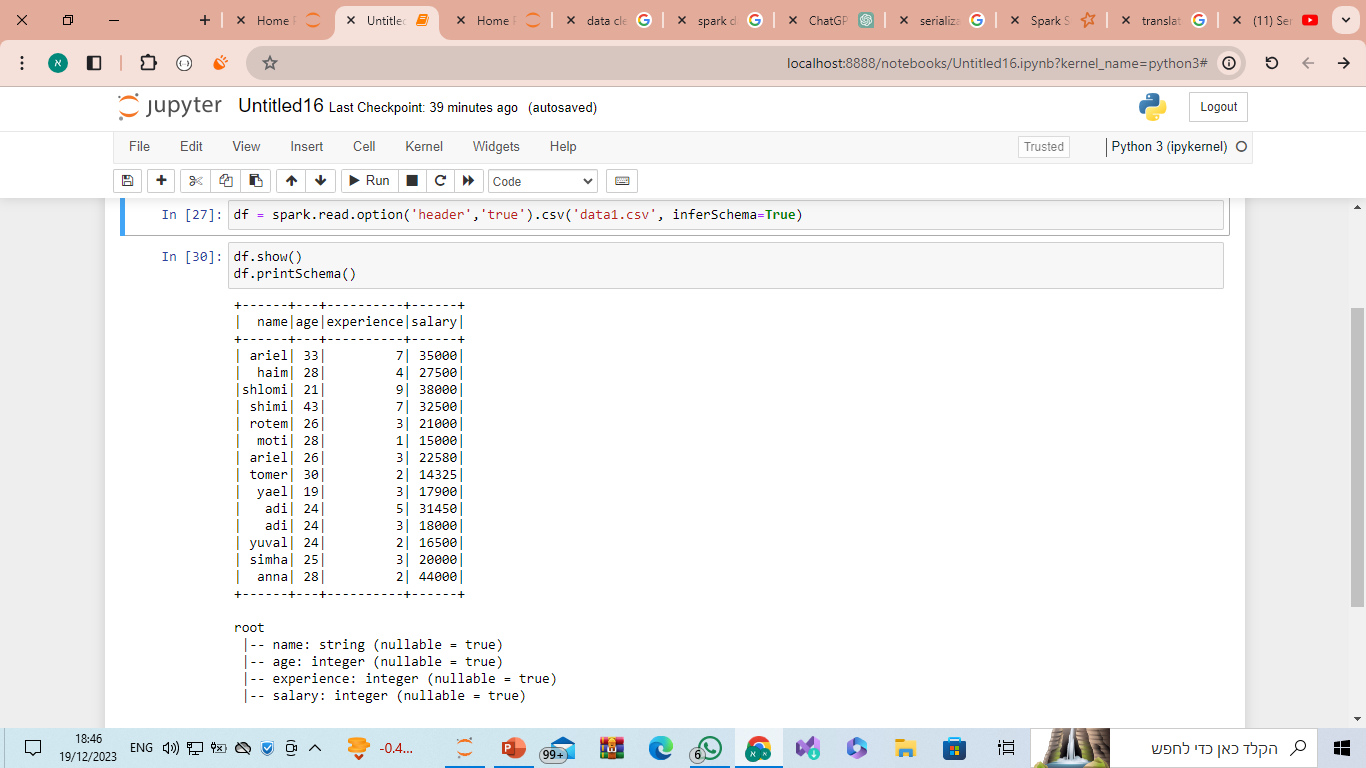 Home F
Untitled
Home F
data cle
spark d
ChatGP
serializa
Spark S
translat
(11) Ser
א
localhost:8888/notebooks/Untitled16.ipynb?kernel_name=python3#
jupyter Untitled16 Last Checkpoint: 39 minutes ago (autosaved)
Logout
File Edit View Insert Cell Kernel Widgets Help
Trusted
Python 3 (ipykernel)
Run
Code
In [27]: df = spark.read.option('header','true').csv('data1.csv', inferSchema=True)
In [30]: df.show()
df.printSchema()
+------+---+----------+------+
|  name|age|experience|salary|
+------+---+----------+------+
| ariel| 33|         7| 35000|
|  haim| 28|         4| 27500|
|shlomi| 21|         9| 38000|
| shimi| 43|         7| 32500|
| rotem| 26|         3| 21000|
|  moti| 28|         1| 15000|
| ariel| 26|         3| 22580|
| tomer| 30|         2| 14325|
|  yael| 19|         3| 17900|
|   adi| 24|         5| 31450|
|   adi| 24|         3| 18000|
| yuval| 24|         2| 16500|
| simha| 25|         3| 20000|
|  anna| 28|         2| 44000|
+------+---+----------+------+
root
 |-- name: string (nullable = true)
 |-- age: integer (nullable = true)
 |-- experience: integer (nullable = true)
 |-- salary: integer (nullable = true)
18:46
19/12/2023
ENG
-0.4...
99+
6
הקלד כאן כדי לחפש